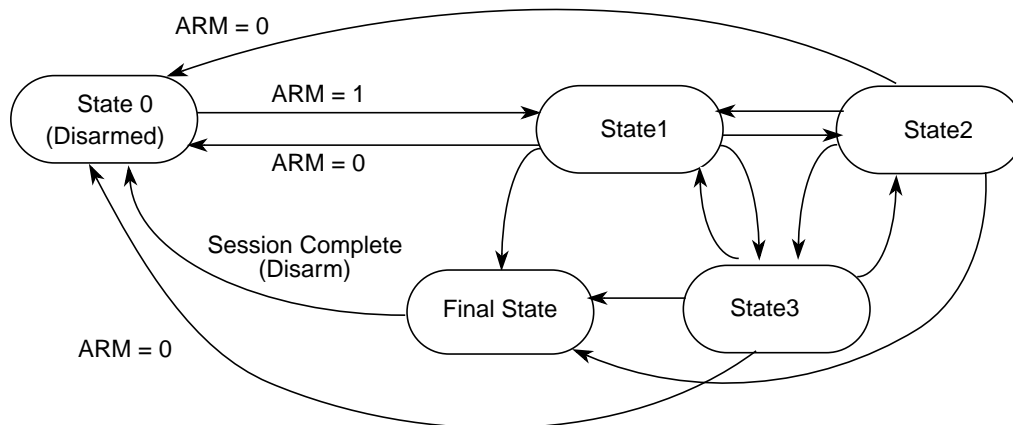 ARM = 0
State 0
(Disarmed)
ARM = 1
State1
State2
ARM = 0
Session Complete
(Disarm)
Final State
State3
ARM = 0